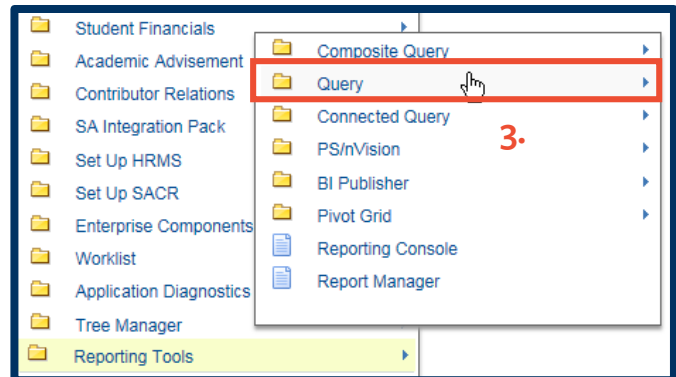 Student Financials
Academic Advisement
Contributor Relations
SA Integration Pack
Set Up HRMS
Set Up SACR
Enterprise Components
Worklist
Application Diagnostics
Tree Manager
Reporting Tools
Composite Query
Query
Connected Query
3.
PS/nVision
BI Publisher
Pivot Grid
Reporting Console
Report Manager